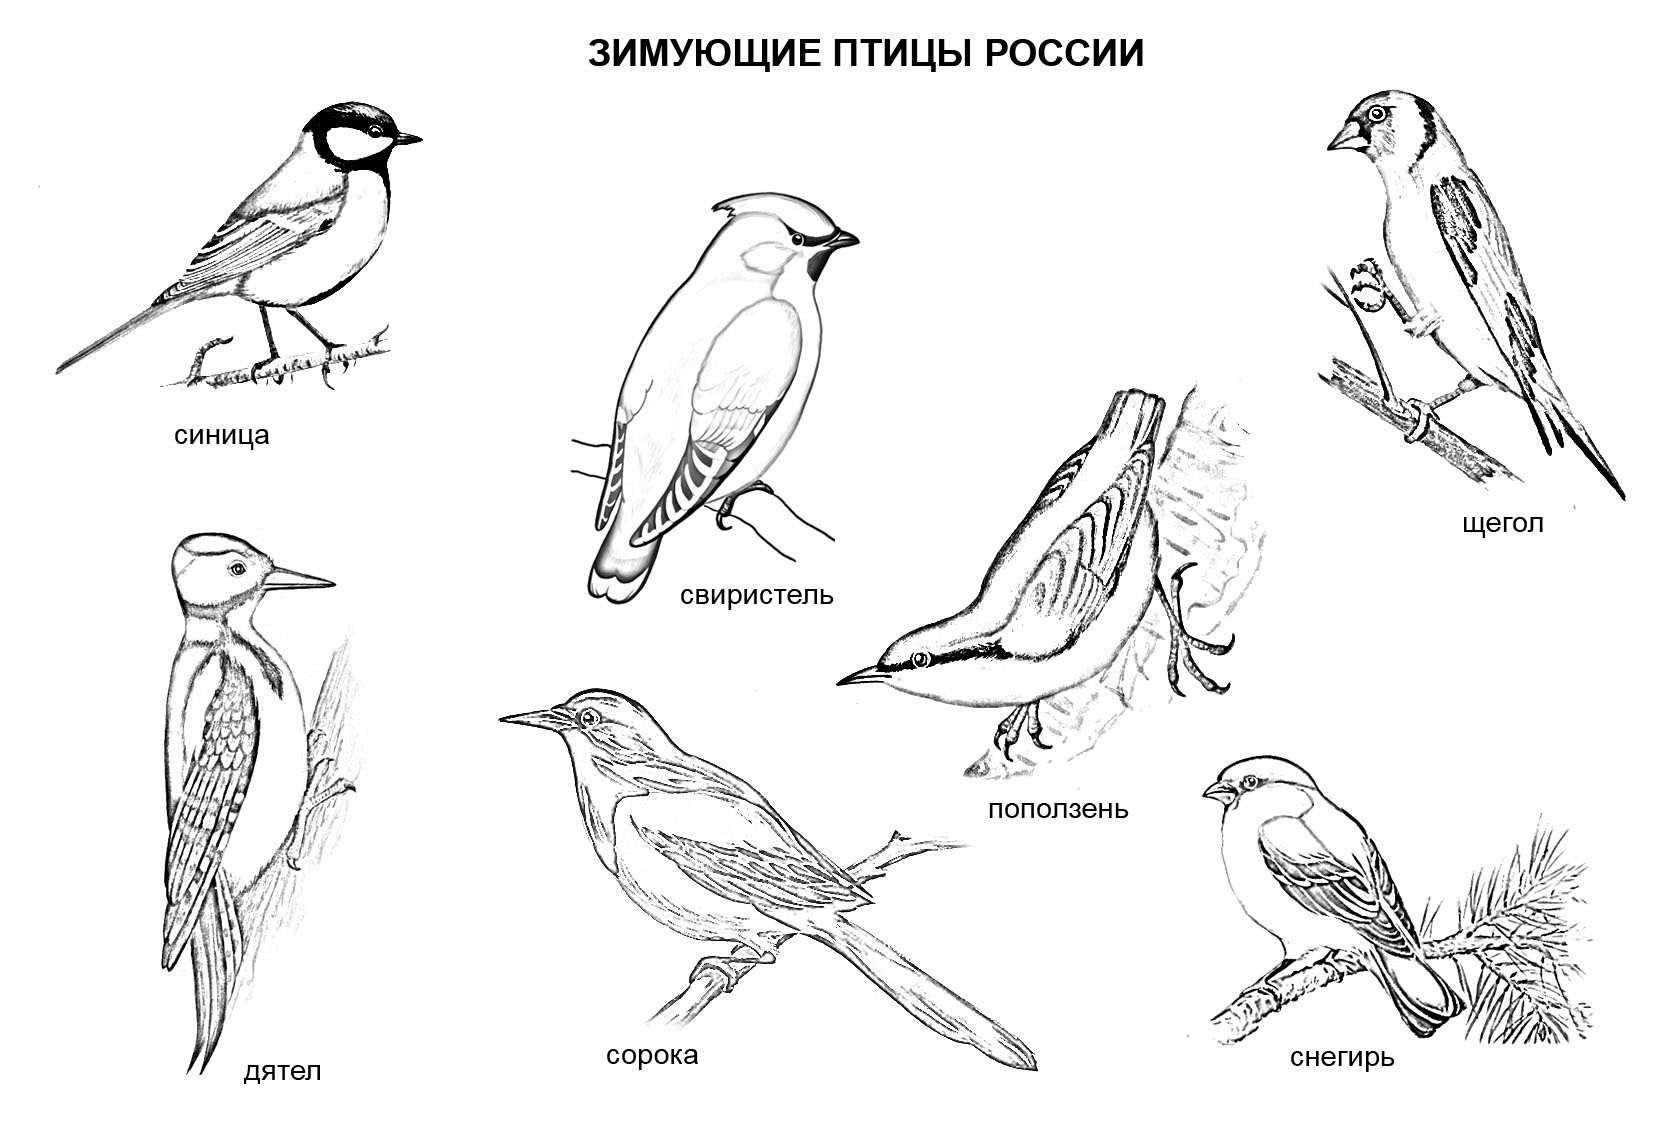 ЗИМУЮЩИЕ ПТИЦЫ РОССИИ
синица
щегол
свиристель
поползень
дятел
сорока
снегирь